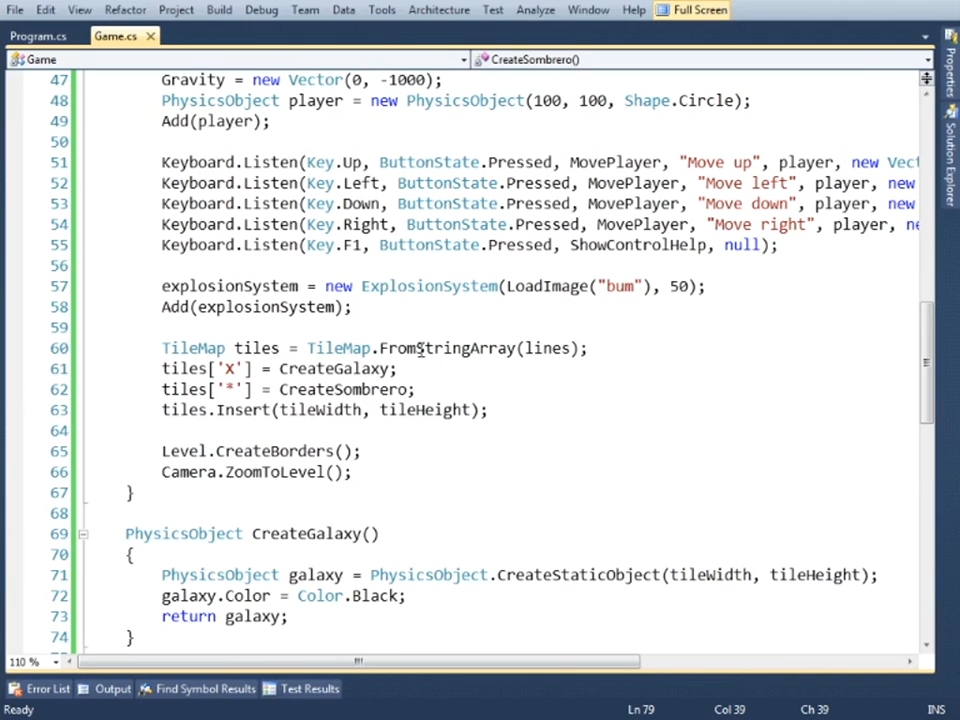 File Edit View Refactor Project Build Debug Team Data Tools Architecture Test Analyze Window Help Full Screen
Program.cs Game.cs
Game CreateSombrero()
47 Gravity = new Vector(0, -1000);
48 PhysicsObject player = new PhysicsObject(100, 100, Shape.Circle);
49 Add(player);
50
51 Keyboard.Listen(Key.Up, ButtonState.Pressed, MovePlayer, "Move up", player, new Vect
52 Keyboard.Listen(Key.Left, ButtonState.Pressed, MovePlayer, "Move left", player, new
53 Keyboard.Listen(Key.Down, ButtonState.Pressed, MovePlayer, "Move down", player, new
54 Keyboard.Listen(Key.Right, ButtonState.Pressed, MovePlayer, "Move right", player, ne
55 Keyboard.Listen(Key.F1, ButtonState.Pressed, ShowControlHelp, null);
56
57 explosionSystem = new ExplosionSystem(LoadImage("bum"), 50);
58 Add(explosionSystem);
59
60 TileMap tiles = TileMap.FromStringArray(lines);
61 tiles['X'] = CreateGalaxy;
62 tiles['*'] = CreateSombrero;
63 tiles.Insert(tileWidth, tileHeight);
64
65 Level.CreateBorders();
66 Camera.ZoomToLevel();
67 }
68
69 PhysicsObject CreateGalaxy()
70 {
71 PhysicsObject galaxy = PhysicsObject.CreateStaticObject(tileWidth, tileHeight);
72 galaxy.Color = Color.Black;
73 return galaxy;
74 }
110 %
Error List Output Find Symbol Results Test Results
Ready Ln 79 Col 39 Ch 39 INS
Properties
Solution Explorer